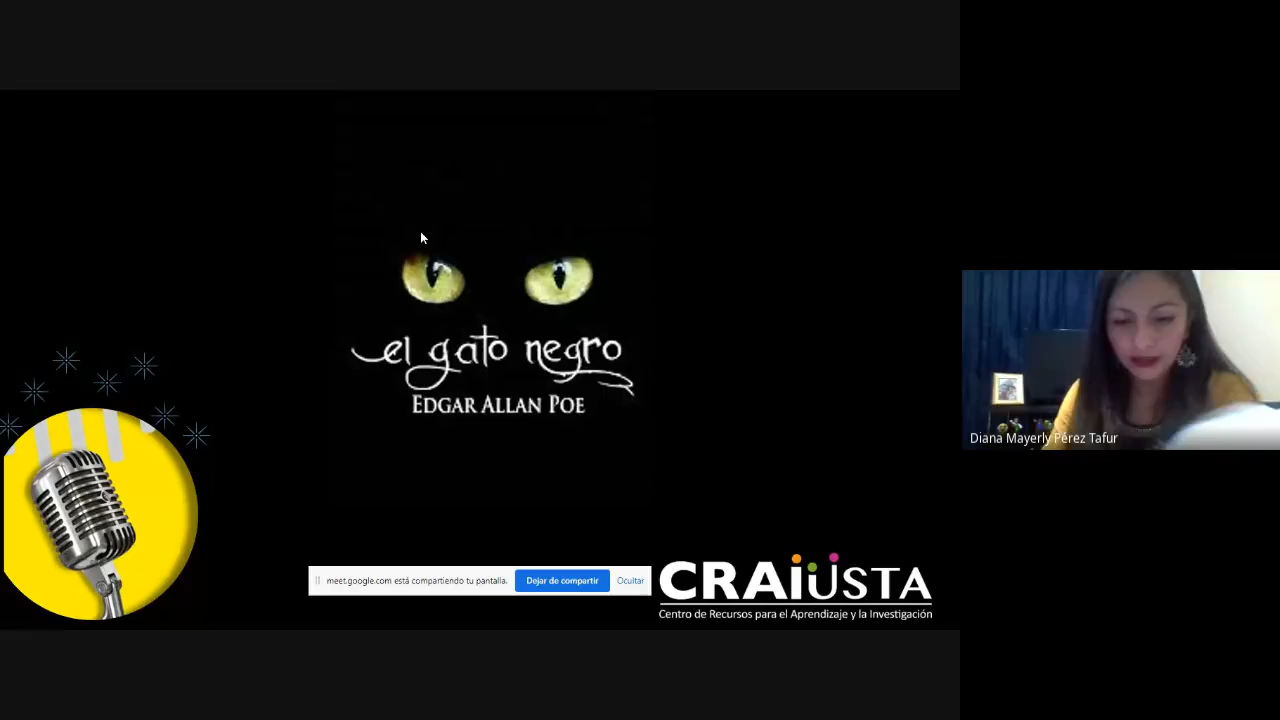 el gato negro
EDGAR ALLAN POE
meet.google.com está compartiendo tu pantalla.
Dejar de compartir
Ocultar
CRAiUSTA
Centro de Recursos para el Aprendizaje y la Investigación
Diana Mayerly Pérez Tafur